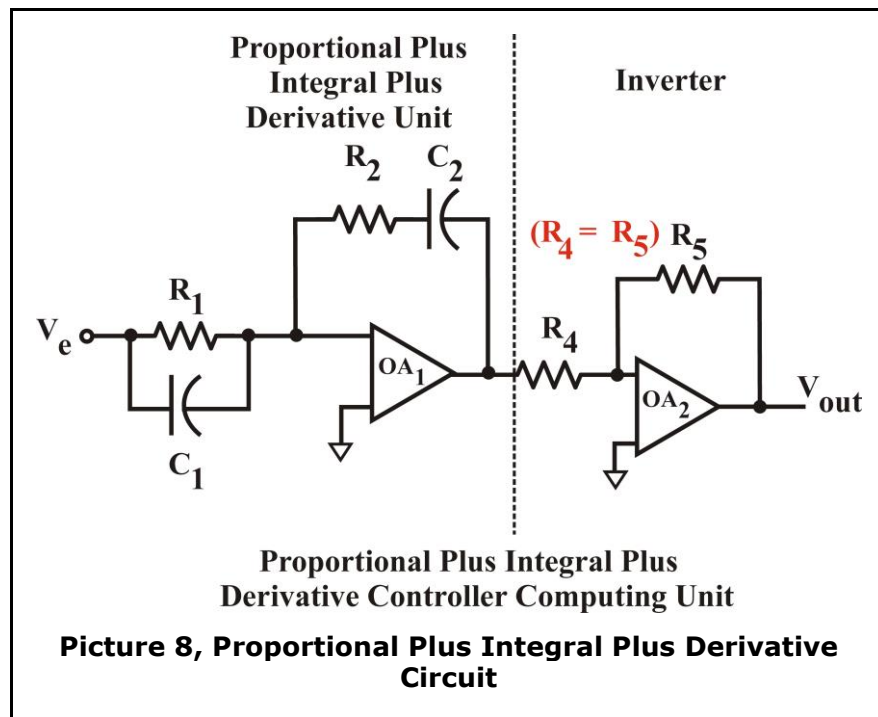 Proportional Plus
Integral Plus
Derivative Unit
Inverter
R2
C2
(R4 = R5)
R5
R1
Ve
R4
OA1
OA2
Vout
C1
Proportional Plus Integral Plus
Derivative Controller Computing Unit
Picture 8, Proportional Plus Integral Plus Derivative
Circuit